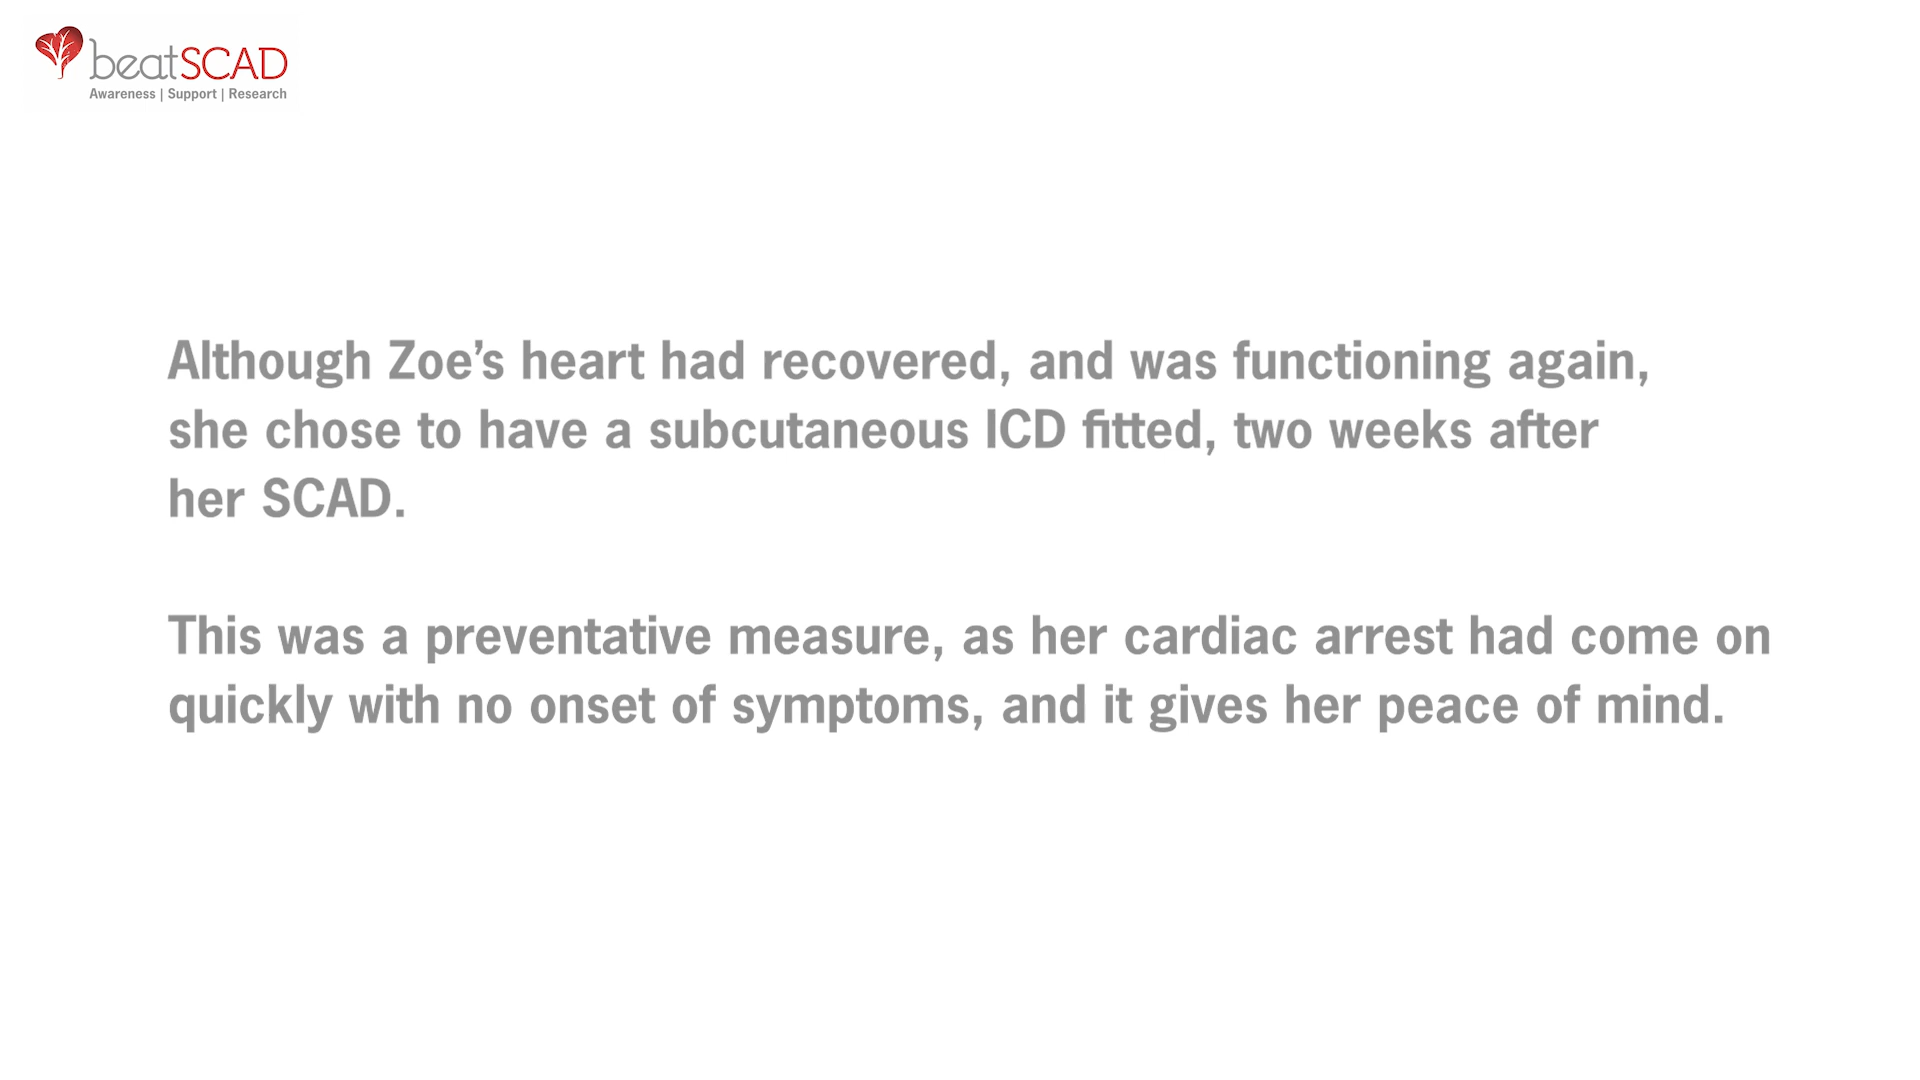 beatSCAD
Awareness | Support | Research
Although Zoe’s heart had recovered, and was functioning again,
she chose to have a subcutaneous ICD fitted, two weeks after
her SCAD.
This was a preventative measure, as her cardiac arrest had come on
quickly with no onset of symptoms, and it gives her peace of mind.